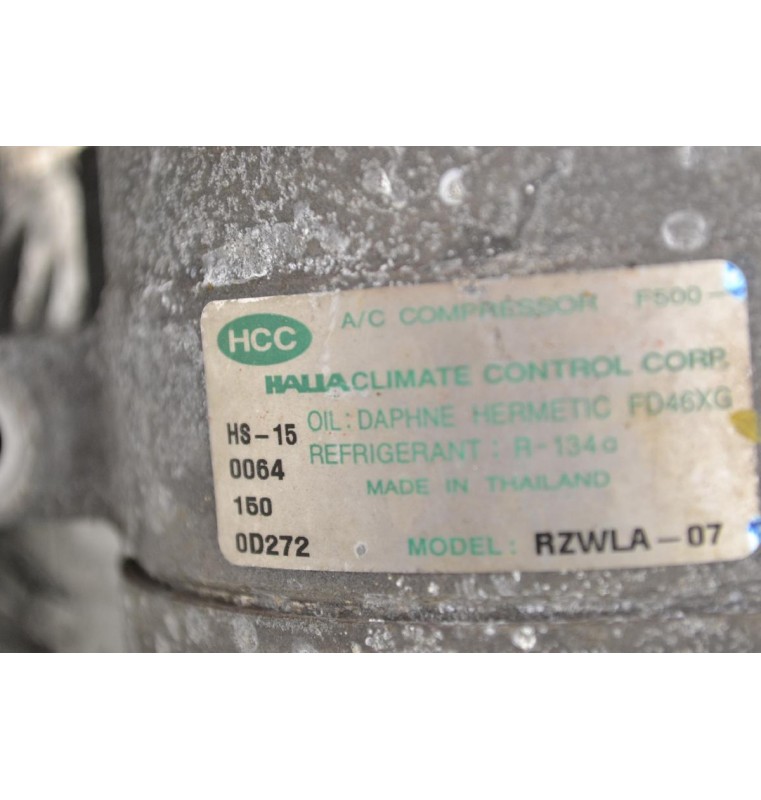 HCC
A/C COMPRESSOR F500-
HALLA CLIMATE CONTROL CORP.
HS-15 OIL: DAPHNE HERMETIC FD46XG
0064 REFRIGERANT: R-134a
150 MADE IN THAILAND
0D272 MODEL: RZWLA-07